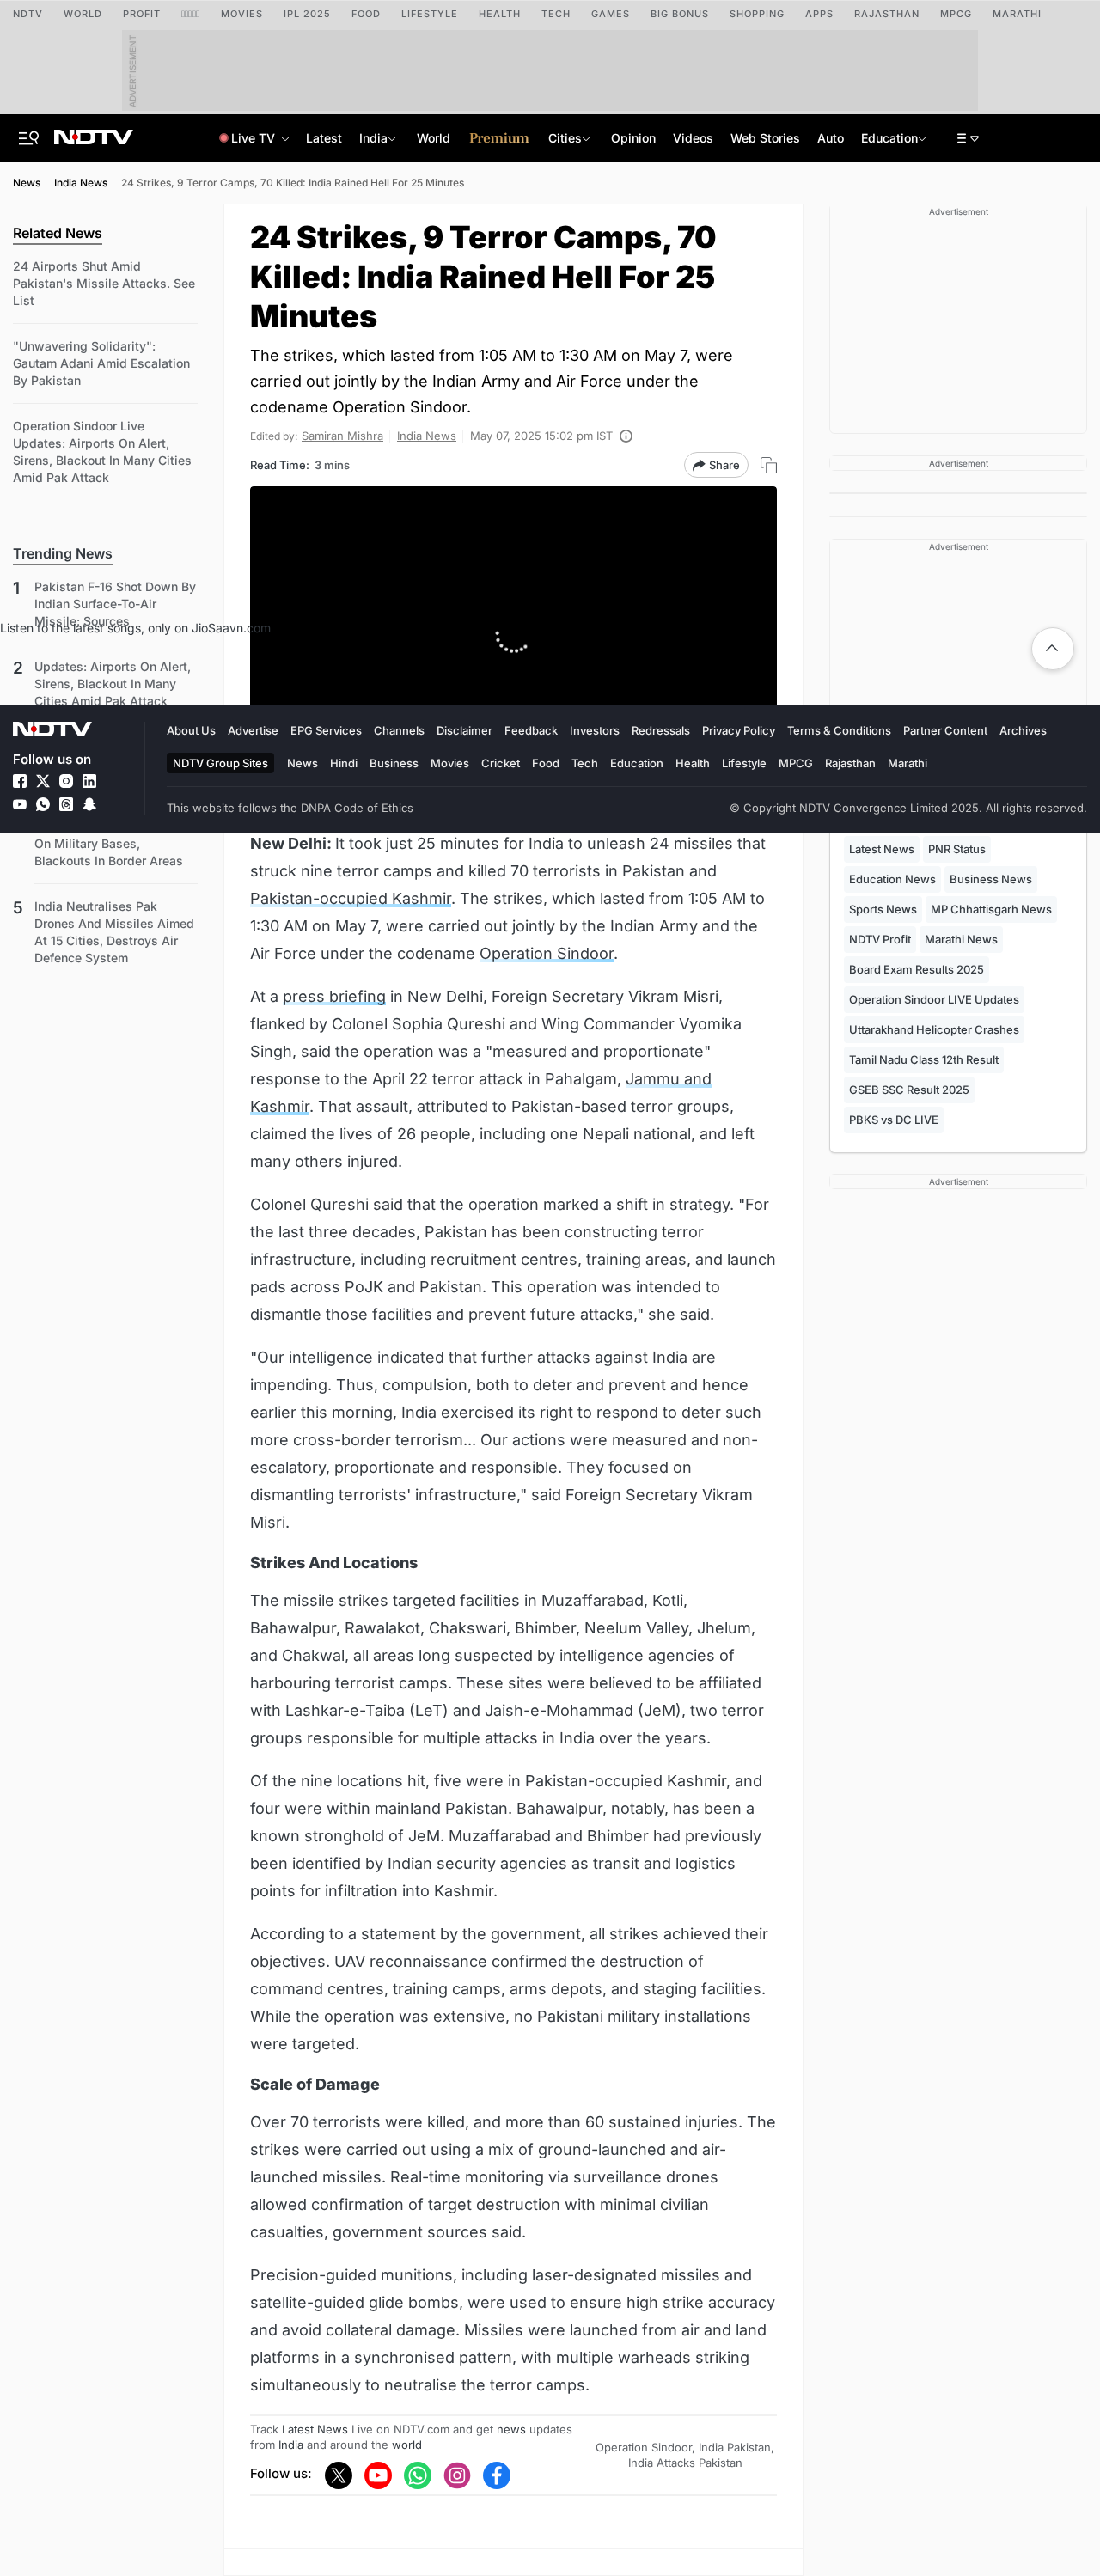 NDTV WORLD PROFIT MOVIES IPL 2025 FOOD LIFESTYLE HEALTH TECH GAMES BIG BONUS SHOPPING APPS RAJASTHAN MPCG MARATHI
ADVERTISEMENT
NDTV Live TV Latest India World Premium Cities Opinion Videos Web Stories Auto Education
News India News 24 Strikes, 9 Terror Camps, 70 Killed: India Rained Hell For 25 Minutes
Related News
24 Airports Shut Amid
Pakistan's Missile Attacks. See
List
"Unwavering Solidarity":
Gautam Adani Amid Escalation
By Pakistan
Operation Sindoor Live
Updates: Airports On Alert,
Sirens, Blackout In Many Cities
Amid Pak Attack
Trending News
1 Pakistan F-16 Shot Down By
Indian Surface-To-Air
Missile: Sources
Listen to the latest songs, only on JioSaavn.com
2 Updates: Airports On Alert,
Sirens, Blackout In Many
Cities Amid Pak Attack
24 Strikes, 9 Terror Camps, 70
Killed: India Rained Hell For 25
Minutes
The strikes, which lasted from 1:05 AM to 1:30 AM on May 7, were
carried out jointly by the Indian Army and Air Force under the
codename Operation Sindoor.
Edited by: Samiran Mishra India News May 07, 2025 15:02 pm IST
Read Time: 3 mins
Share
Advertisement
Advertisement
Advertisement
NDTV
Follow us on
About Us Advertise EPG Services Channels Disclaimer Feedback Investors Redressals Privacy Policy Terms & Conditions Partner Content Archives
NDTV Group Sites News Hindi Business Movies Cricket Food Tech Education Health Lifestyle MPCG Rajasthan Marathi
This website follows the DNPA Code of Ethics
© Copyright NDTV Convergence Limited 2025. All rights reserved.
On Military Bases,
Blackouts In Border Areas
5 India Neutralises Pak
Drones And Missiles Aimed
At 15 Cities, Destroys Air
Defence System
New Delhi: It took just 25 minutes for India to unleash 24 missiles that
struck nine terror camps and killed 70 terrorists in Pakistan and
Pakistan-occupied Kashmir. The strikes, which lasted from 1:05 AM to
1:30 AM on May 7, were carried out jointly by the Indian Army and the
Air Force under the codename Operation Sindoor.
At a press briefing in New Delhi, Foreign Secretary Vikram Misri,
flanked by Colonel Sophia Qureshi and Wing Commander Vyomika
Singh, said the operation was a "measured and proportionate"
response to the April 22 terror attack in Pahalgam, Jammu and
Kashmir. That assault, attributed to Pakistan-based terror groups,
claimed the lives of 26 people, including one Nepali national, and left
many others injured.
Colonel Qureshi said that the operation marked a shift in strategy. "For
the last three decades, Pakistan has been constructing terror
infrastructure, including recruitment centres, training areas, and launch
pads across PoJK and Pakistan. This operation was intended to
dismantle those facilities and prevent future attacks," she said.
"Our intelligence indicated that further attacks against India are
impending. Thus, compulsion, both to deter and prevent and hence
earlier this morning, India exercised its right to respond to deter such
more cross-border terrorism... Our actions were measured and non-
escalatory, proportionate and responsible. They focused on
dismantling terrorists' infrastructure," said Foreign Secretary Vikram
Misri.
Strikes And Locations
The missile strikes targeted facilities in Muzaffarabad, Kotli,
Bahawalpur, Rawalakot, Chakswari, Bhimber, Neelum Valley, Jhelum,
and Chakwal, all areas long suspected by intelligence agencies of
harbouring terrorist camps. These sites were believed to be affiliated
with Lashkar-e-Taiba (LeT) and Jaish-e-Mohammad (JeM), two terror
groups responsible for multiple attacks in India over the years.
Of the nine locations hit, five were in Pakistan-occupied Kashmir, and
four were within mainland Pakistan. Bahawalpur, notably, has been a
known stronghold of JeM. Muzaffarabad and Bhimber had previously
been identified by Indian security agencies as transit and logistics
points for infiltration into Kashmir.
According to a statement by the government, all strikes achieved their
objectives. UAV reconnaissance confirmed the destruction of
command centres, training camps, arms depots, and staging facilities.
While the operation was extensive, no Pakistani military installations
were targeted.
Scale of Damage
Over 70 terrorists were killed, and more than 60 sustained injuries. The
strikes were carried out using a mix of ground-launched and air-
launched missiles. Real-time monitoring via surveillance drones
allowed confirmation of target destruction with minimal civilian
casualties, government sources said.
Precision-guided munitions, including laser-designated missiles and
satellite-guided glide bombs, were used to ensure high strike accuracy
and avoid collateral damage. Missiles were launched from air and land
platforms in a synchronised pattern, with multiple warheads striking
simultaneously to neutralise the terror camps.
Track Latest News Live on NDTV.com and get news updates
from India and around the world
Follow us:
Operation Sindoor, India Pakistan,
India Attacks Pakistan
Latest News PNR Status
Education News Business News
Sports News MP Chhattisgarh News
NDTV Profit Marathi News
Board Exam Results 2025
Operation Sindoor LIVE Updates
Uttarakhand Helicopter Crashes
Tamil Nadu Class 12th Result
GSEB SSC Result 2025
PBKS vs DC LIVE
Advertisement